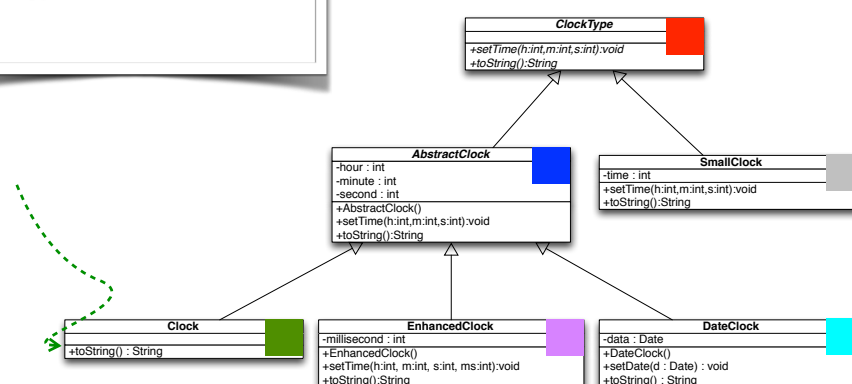 ClockType
+setTime(h:int,m:int,s:int):void
+toString():String
AbstractClock
-hour : int
-minute : int
-second : int
+AbstractClock()
+setTime(h:int,m:int,s:int):void
+toString():String
SmallClock
-time : int
+setTime(h:int,m:int,s:int):void
+toString():String
Clock
+toString() : String
EnhancedClock
-millisecond : int
+EnhancedClock()
+setTime(h:int, m:int, s:int, ms:int):void
+toString():String
DateClock
-data : Date
+DateClock()
+setDate(d : Date) : void
+toString() : String